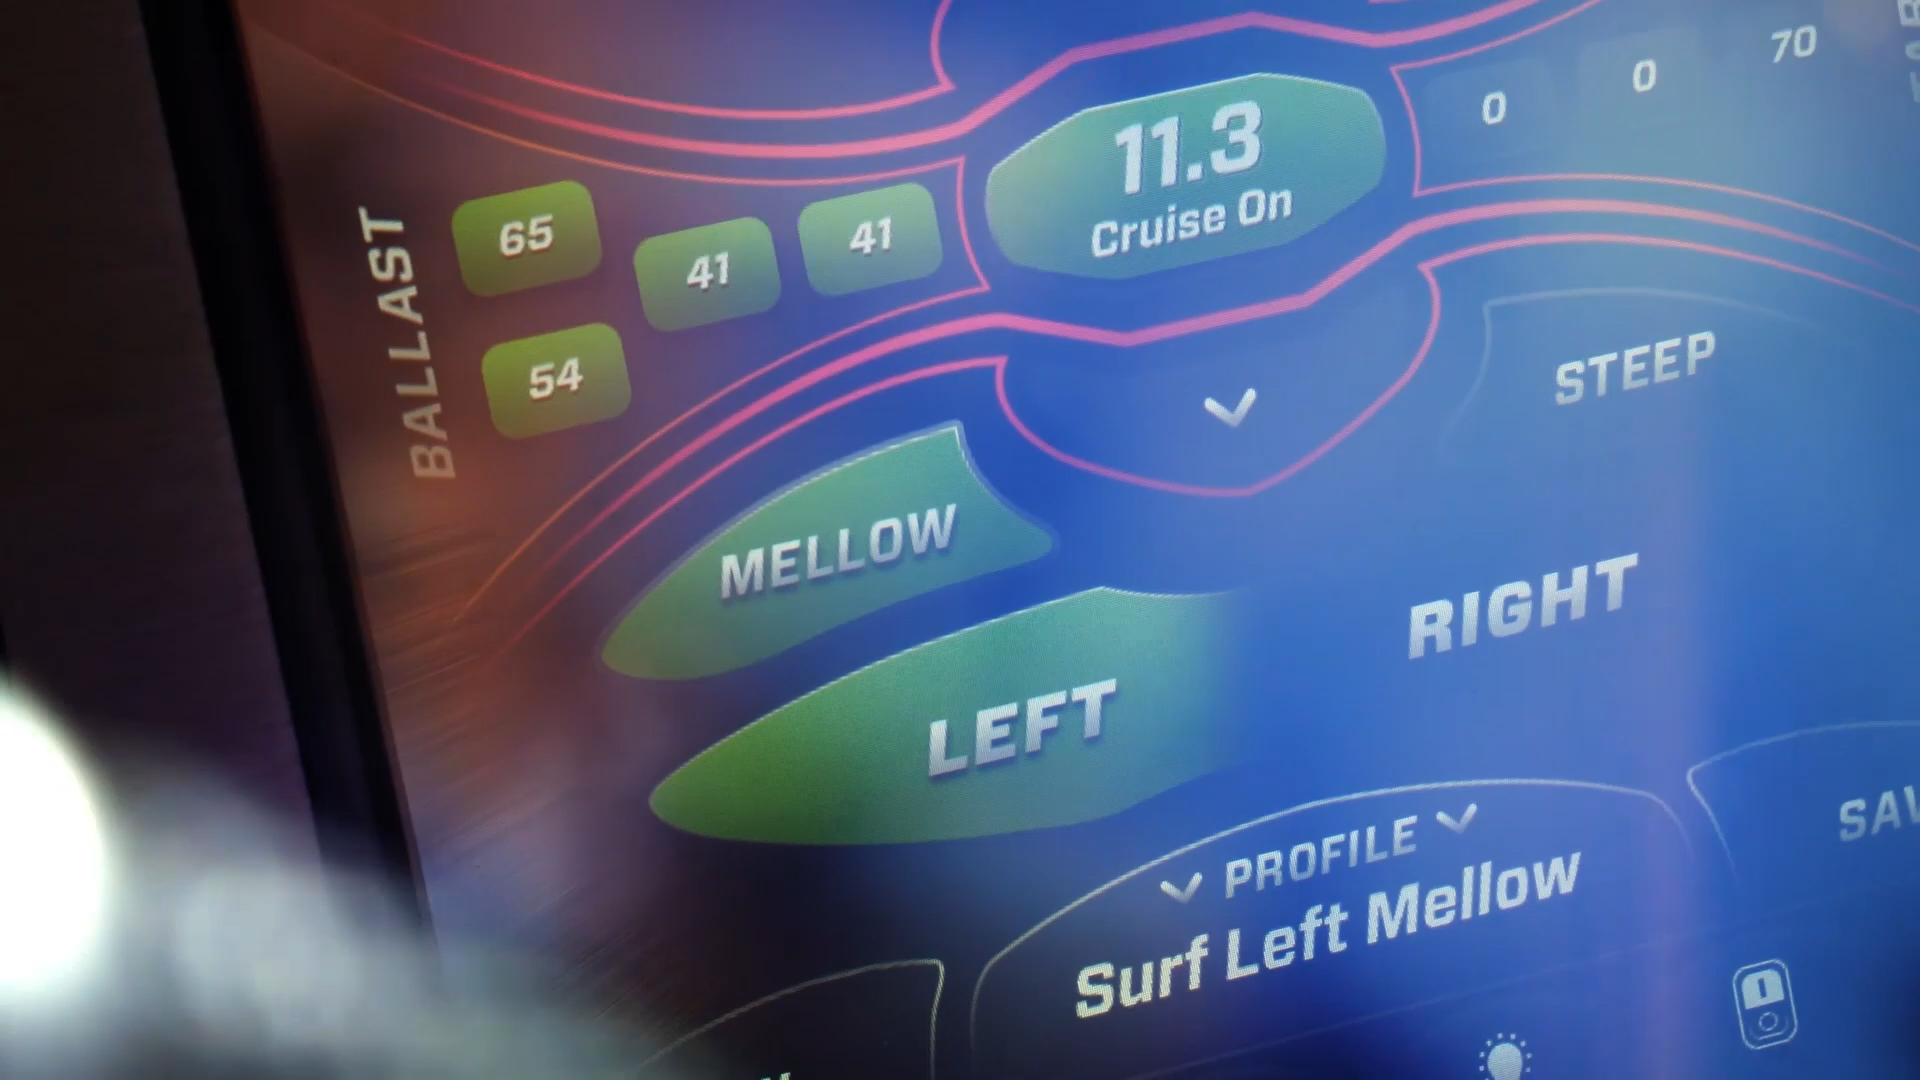 BALLAST
65
41
41
54
11.3
Cruise On
0
0
70
STEEP
MELLOW
LEFT
RIGHT
PROFILE
Surf Left Mellow